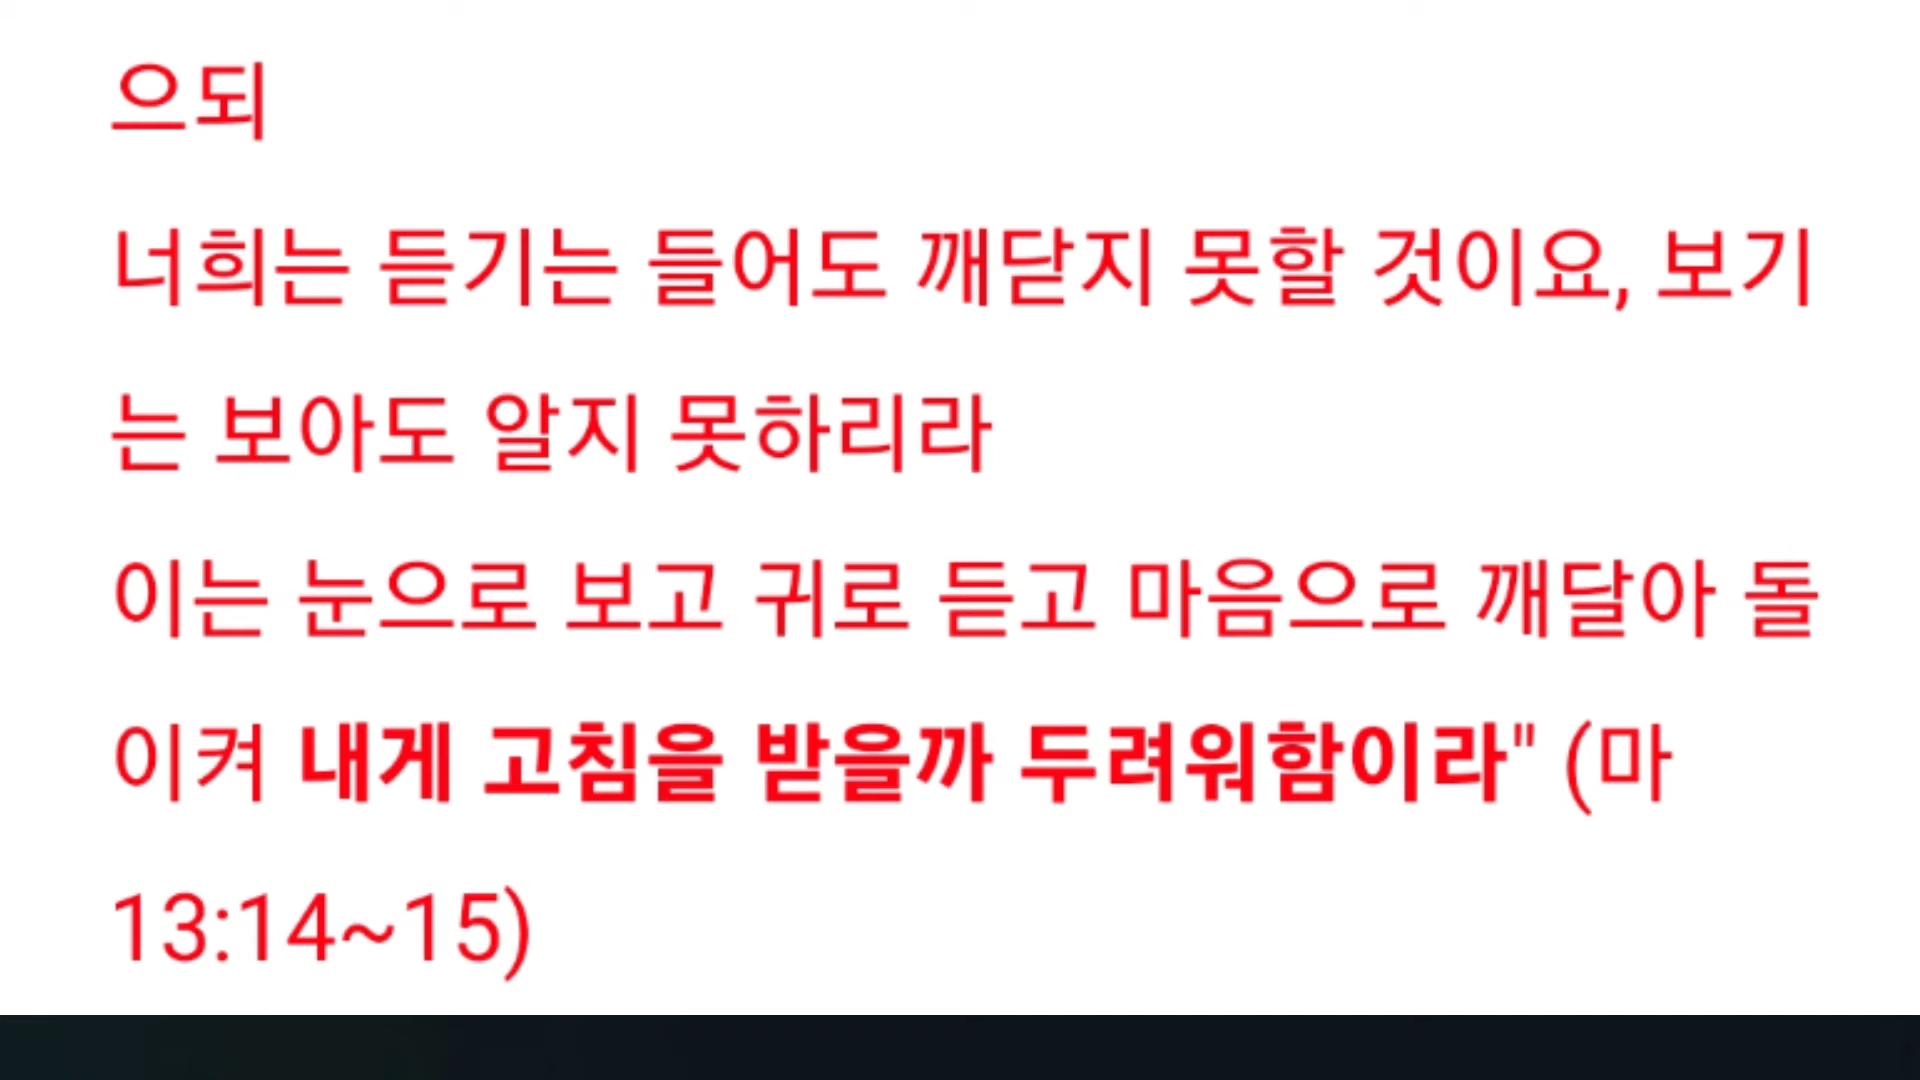 으되
너희는 듣기는 들어도 깨닫지 못할 것이요, 보기
는 보아도 알지 못하리라
이는 눈으로 보고 귀로 듣고 마음으로 깨달아 돌
이켜 내게 고침을 받을까 두려워함이라" (마
13:14~15)